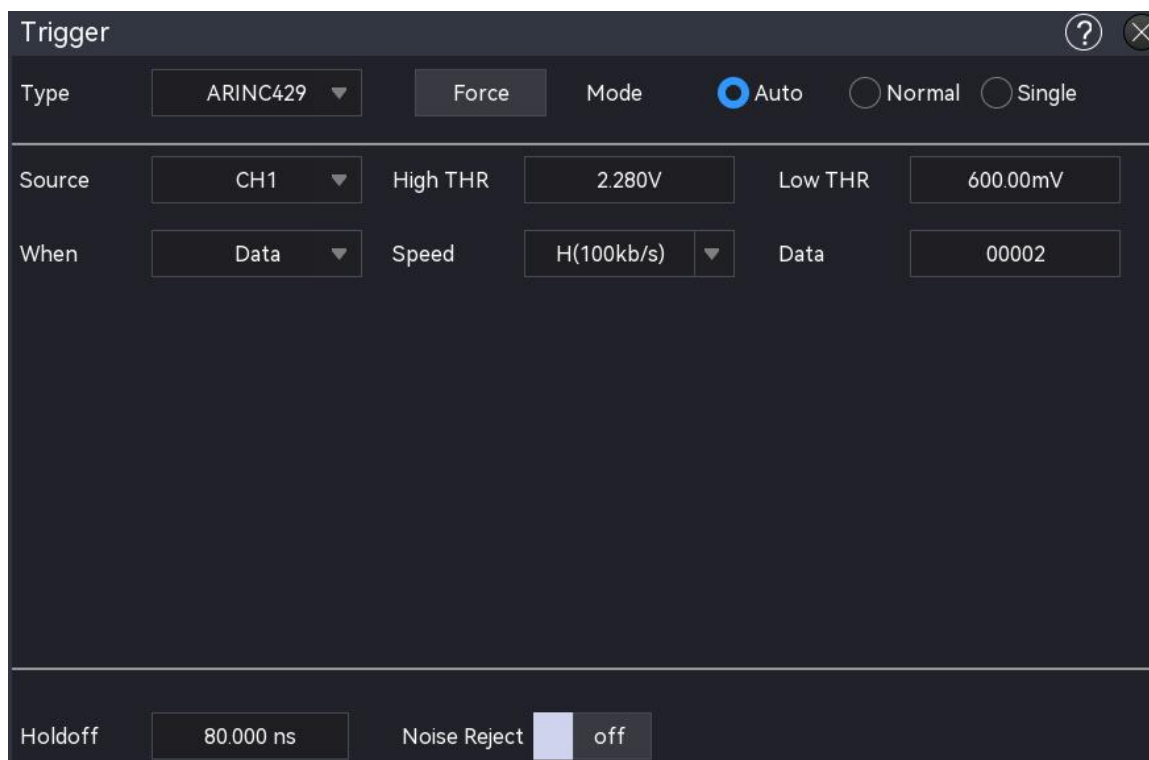 Trigger ?
Type ARINC429 Force Mode Auto Normal Single
Source CH1 High THR 2.280V Low THR 600.00mV
When Data Speed H(100kb/s) Data 00002
Holdoff 80.000 ns Noise Reject off